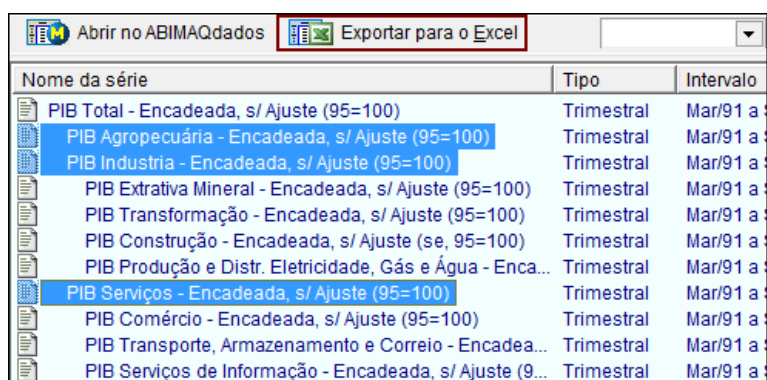 Abrir no ABIMAQdados Exportar para o Excel
Nome da série Tipo Intervalo
PIB Total - Encadeada, s/ Ajuste (95=100) Trimestral Mar/91 a
PIB Agropecuária - Encadeada, s/ Ajuste (95=100) Trimestral Mar/91 a
PIB Industria - Encadeada, s/ Ajuste (95=100) Trimestral Mar/91 a
PIB Extrativa Mineral - Encadeada, s/ Ajuste (95=100) Trimestral Mar/91 a
PIB Transformação - Encadeada, s/ Ajuste (95=100) Trimestral Mar/91 a
PIB Construção - Encadeada, s/ Ajuste (se, 95=100) Trimestral Mar/91 a
PIB Produção e Distr. Eletricidade, Gás e Água - Enca... Trimestral Mar/91 a
PIB Serviços - Encadeada, s/ Ajuste (95=100) Trimestral Mar/91 a
PIB Comércio - Encadeada, s/ Ajuste (95=100) Trimestral Mar/91 a
PIB Transporte, Armazenamento e Correio - Encadea... Trimestral Mar/91 a
PIB Serviços de Informação - Encadeada, s/ Ajuste (9... Trimestral Mar/91 a